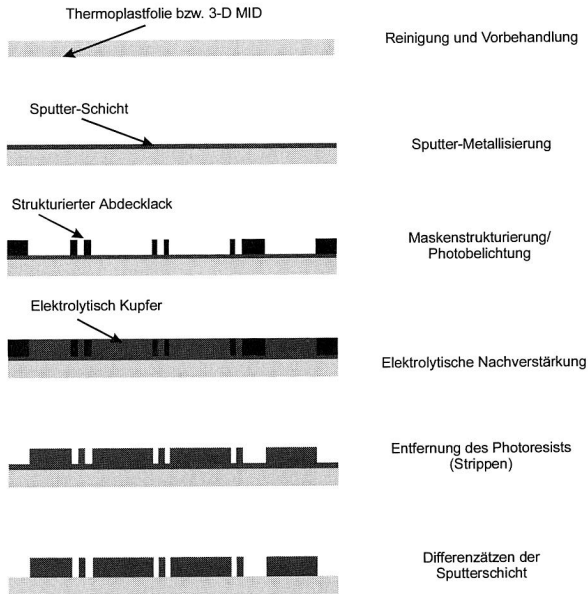 Thermoplastfolie bzw. 3-D MID
Reinigung und Vorbehandlung
Sputter-Schicht
Sputter-Metallisierung
Strukturierter Abdecklack
Maskenstrukturierung/
Photobelichtung
Elektrolytisch Kupfer
Elektrolytische Nachverstärkung
Entfernung des Photoresists
(Strippen)
Differenzätzen der
Sputterschicht